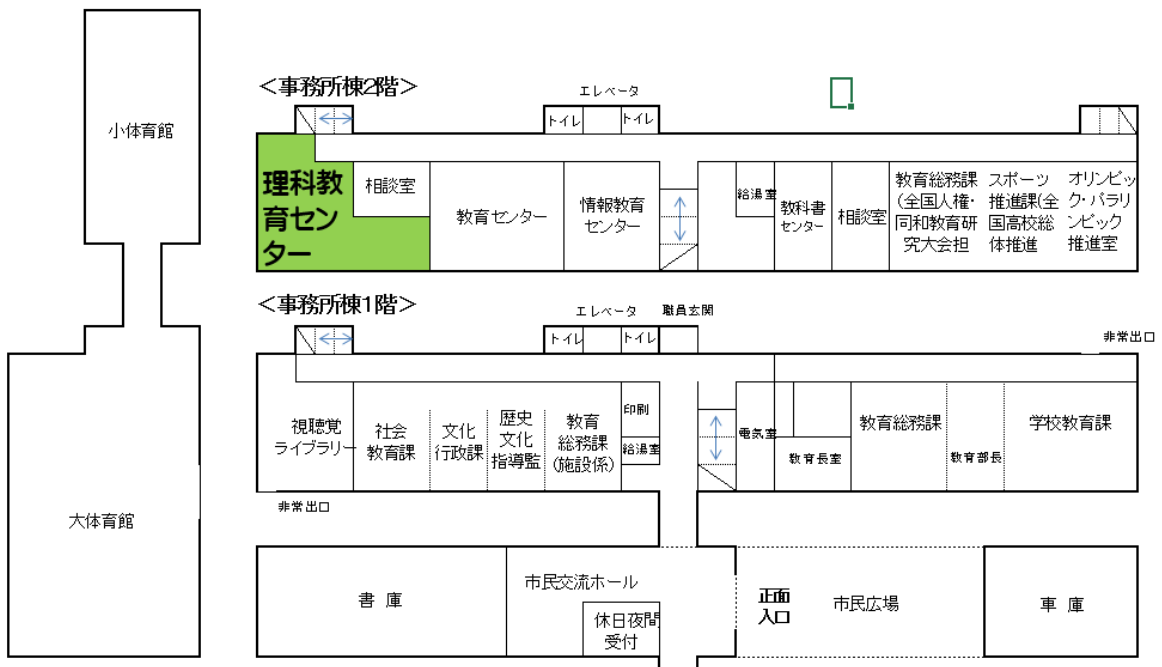 小体育館
<事務所棟2階>
エレベータ
トイレ
トイレ
理科教
育セン
ター
相談室
教育センター
情報教育
センター
給湯室
教科書
センター
相談室
教育総務課
(全国人権・
同和教育研
究大会担
スポーツ
推進課(全
国高校総
体推進
オリンピッ
ク・パラリ
ンピック
推進室
<事務所棟1階>
エレベータ
職員玄関
トイレ
トイレ
非常出口
視聴覚
ライブラリー
社会
教育課
文化
行政課
歴史
文化
指導監
教育
総務課
(施設係)
印刷
給湯室
電気室
教育長室
教育総務課
教育部長
学校教育課
非常出口
大体育館
書 庫
市民交流ホール
休日夜間
受付
正面
入口
市民広場
車 庫